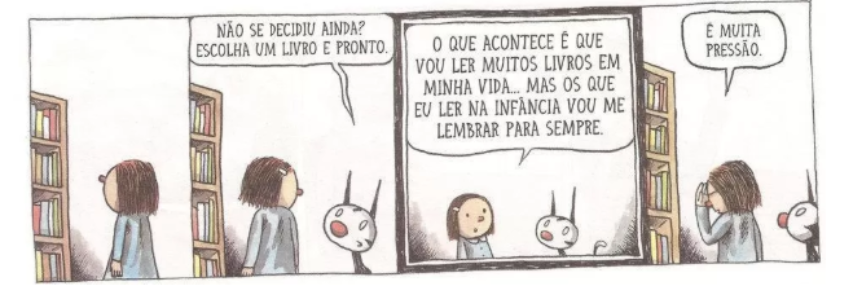 NÃO SE DECIDIU AINDA?
ESCOLHA UM LIVRO E PRONTO.
O QUE ACONTECE É QUE
VOU LER MUITOS LIVROS EM
MINHA VIDA... MAS OS QUE
EU LER NA INFÂNCIA VOU ME
LEMBRAR PARA SEMPRE.
É MUITA
PRESSÃO.